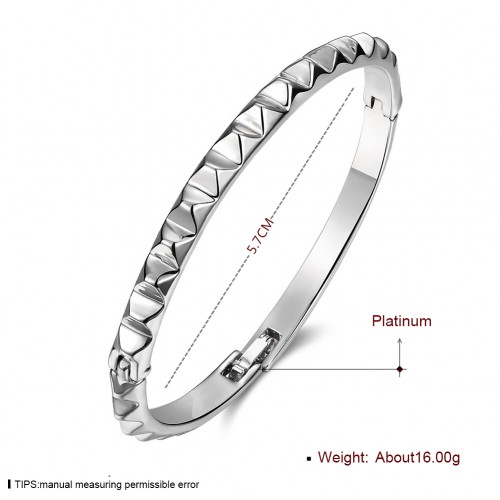 5.7CM
Platinum
Weight: About16.00g
TIPS:manual measuring permissible error